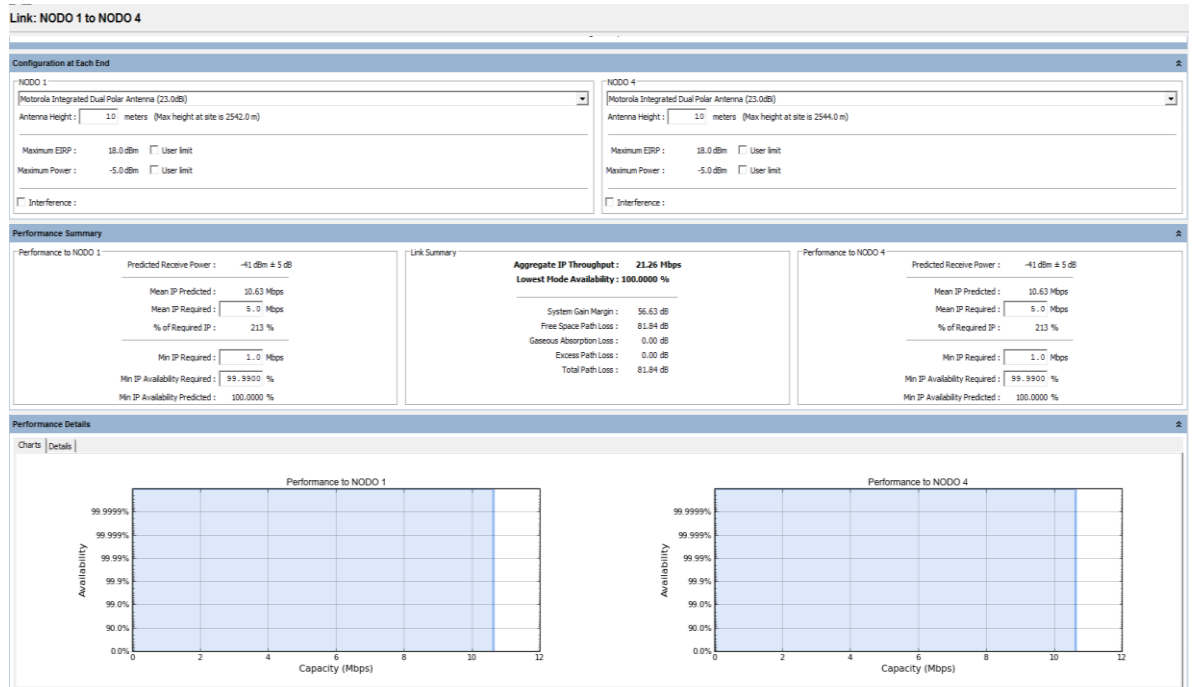 Link: NODO 1 to NODO 4
Configuration at Each End
NODO 1
Motorola Integrated Dual Polar Antenna (23.0dBi)
Antenna Height : 10 meters (Max height at site is 2542.0 m)
Maximum EIRP : 18.0 dBm User limit
Maximum Power : -5.0 dBm User limit
Interference :
NODO 4
Motorola Integrated Dual Polar Antenna (23.0dBi)
Antenna Height : 10 meters (Max height at site is 2544.0 m)
Maximum EIRP : 18.0 dBm User limit
Maximum Power : -5.0 dBm User limit
Interference :
Performance Summary
Performance to NODO 1
Predicted Receive Power : -41 dBm ± 5 dB
Mean IP Predicted : 10.63 Mbps
Mean IP Required : 5.0 Mbps
% of Required IP : 213 %
Min IP Required : 1.0 Mbps
Min IP Availability Required : 99.9900 %
Min IP Availability Predicted : 100.0000 %
Link Summary
Aggregate IP Throughput : 21.26 Mbps
Lowest Mode Availability : 100.0000 %
System Gain Margin : 56.63 dB
Free Space Path Loss : 81.84 dB
Gaseous Absorption Loss : 0.00 dB
Excess Path Loss : 0.00 dB
Total Path Loss : 81.84 dB
Performance to NODO 4
Predicted Receive Power : -41 dBm ± 5 dB
Mean IP Predicted : 10.63 Mbps
Mean IP Required : 5.0 Mbps
% of Required IP : 213 %
Min IP Required : 1.0 Mbps
Min IP Availability Required : 99.9900 %
Min IP Availability Predicted : 100.0000 %
Performance Details
Charts Details
Performance to NODO 1
99.9999%
99.999%
99.99%
99.9%
99.0%
90.0%
0.0%
Availability
0 2 4 6 8 10 12
Capacity (Mbps)
Performance to NODO 4
99.9999%
99.999%
99.99%
99.9%
99.0%
90.0%
0.0%
Availability
0 2 4 6 8 10 12
Capacity (Mbps)